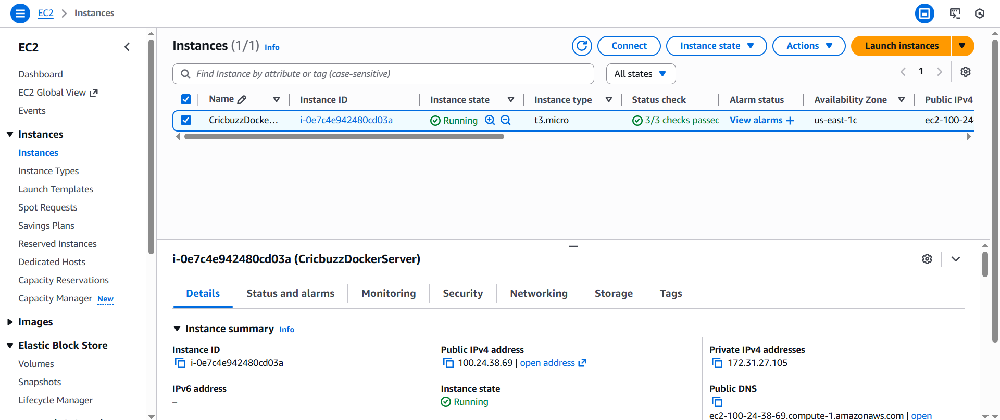 EC2 > Instances
EC2
Dashboard
EC2 Global View
Events
Instances
Instances
Instance Types
Launch Templates
Spot Requests
Savings Plans
Reserved Instances
Dedicated Hosts
Capacity Reservations
Capacity Manager New
Images
Elastic Block Store
Volumes
Snapshots
Lifecycle Manager
Instances (1/1) Info
Connect
Instance state
Actions
Launch instances
Find Instance by attribute or tag (case-sensitive)
All states
1
Name Instance ID Instance state Instance type Status check Alarm status Availability Zone Public IPv4
CricbuzzDocke... i-0e7c4e942480cd03a Running t3.micro 3/3 checks passec View alarms + us-east-1c ec2-100-24-
i-0e7c4e942480cd03a (CricbuzzDockerServer)
Details Status and alarms Monitoring Security Networking Storage Tags
Instance summary Info
Instance ID
i-0e7c4e942480cd03a
IPv6 address
–
Public IPv4 address
100.24.38.69 | open address
Instance state
Running
Private IPv4 addresses
172.31.27.105
Public DNS
ec2-100-24-38-69.compute-1.amazonaws.com | open